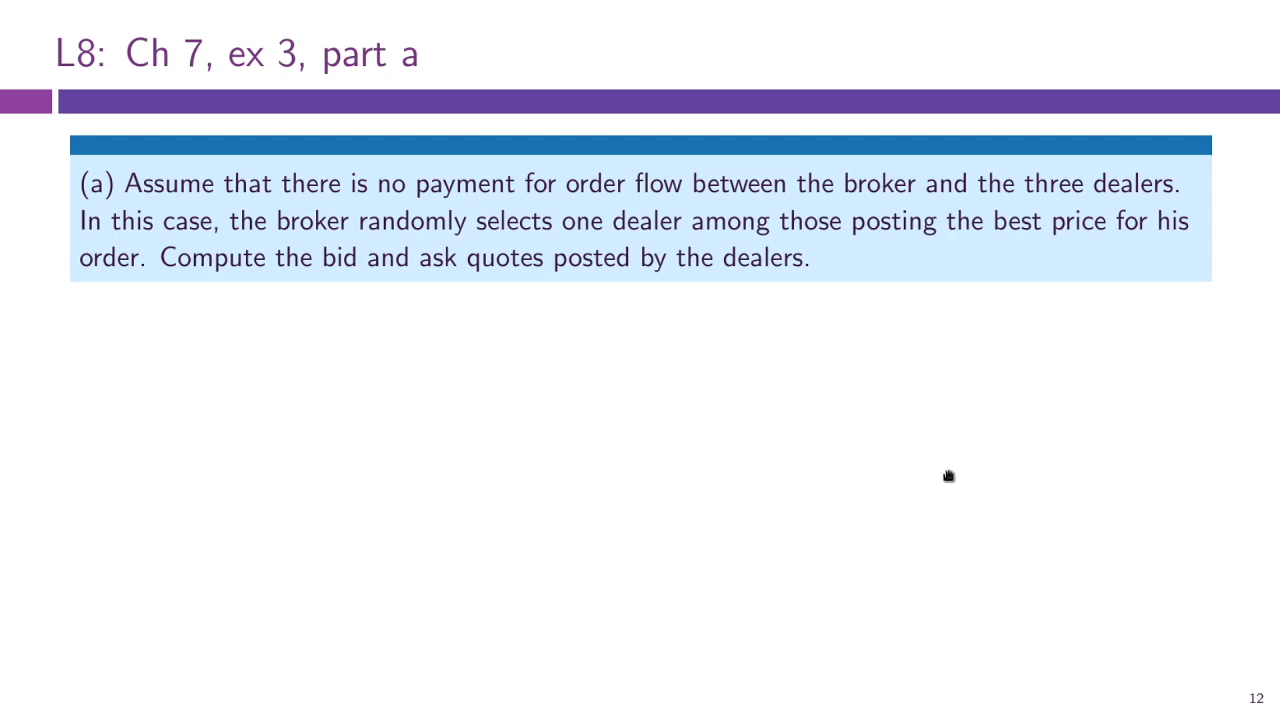 L8: Ch 7, ex 3, part a
(a) Assume that there is no payment for order flow between the broker and the three dealers.
In this case, the broker randomly selects one dealer among those posting the best price for his
order. Compute the bid and ask quotes posted by the dealers.
12